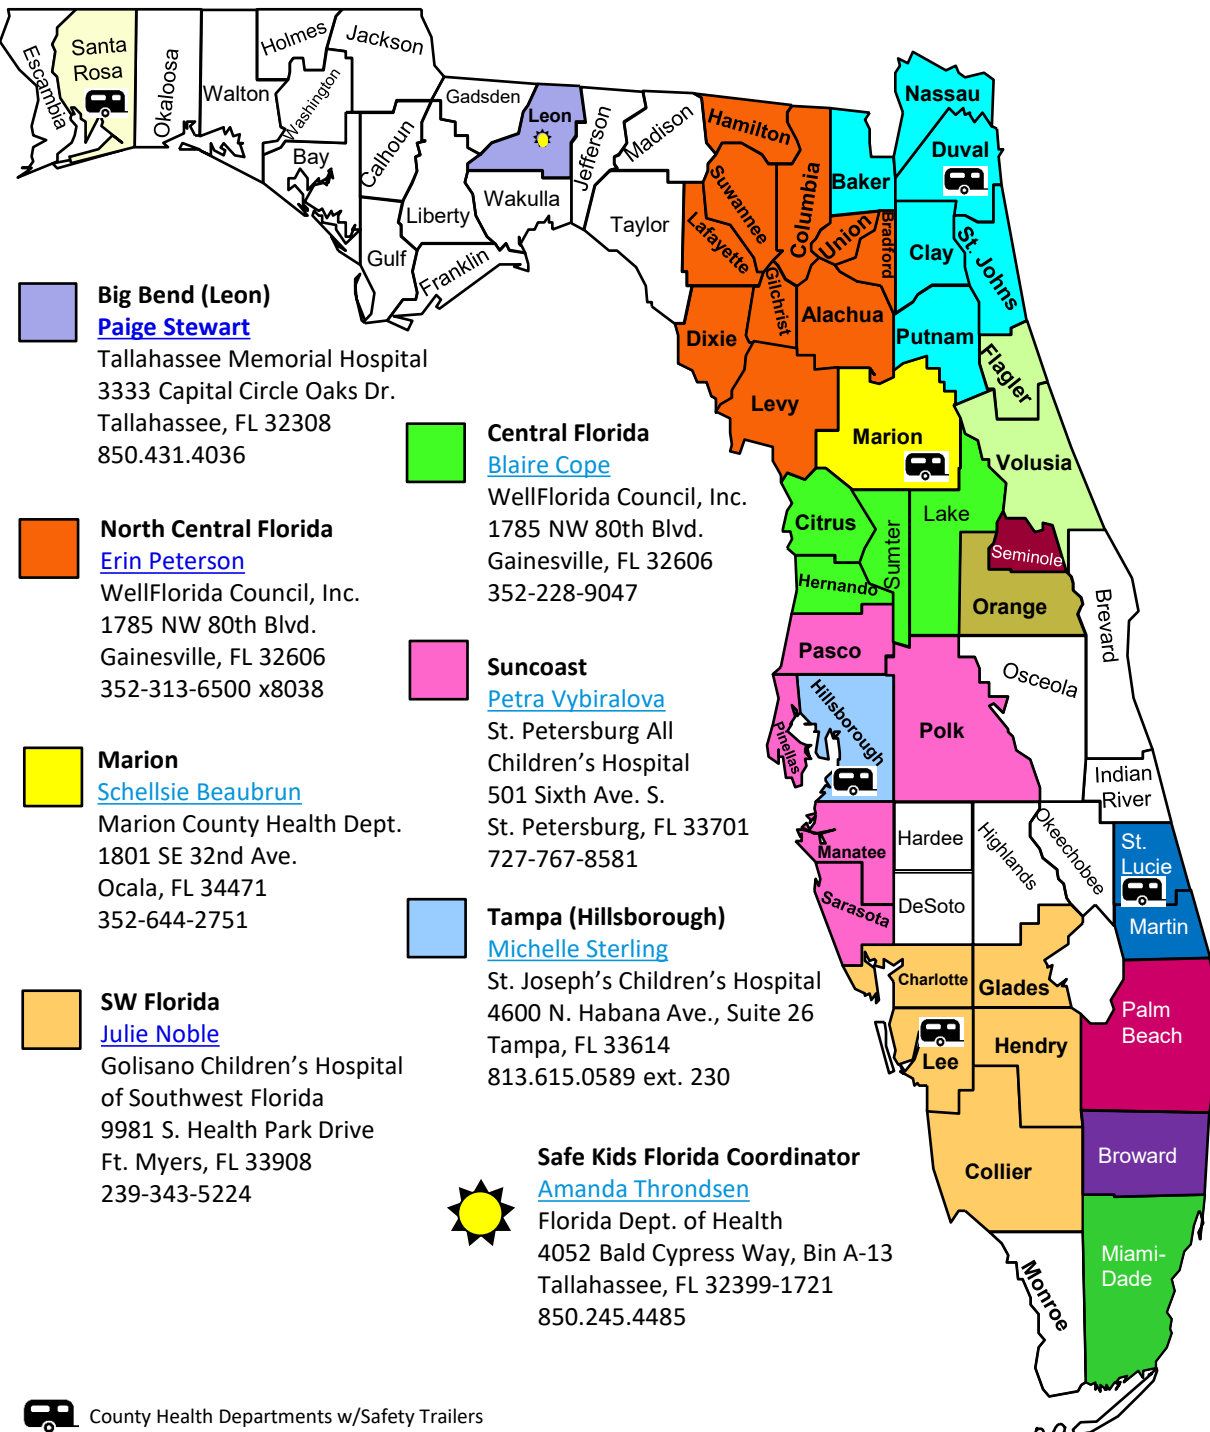 Escambia
Santa
Rosa
Okaloosa
Walton
Holmes
Washington
Jackson
Bay
Calhoun
Gulf
Liberty
Gadsden
Franklin
Leon
Wakulla
Jefferson
Madison
Taylor
Hamilton
Suwannee
Lafayette
Columbia
Dixie
Gilchrist
Union
Bradford
Alachua
Levy
Baker
Nassau
Duval
Clay
St. Johns
Putnam
Flagler
Marion
Volusia
Citrus
Sumter
Lake
Hernando
Seminole
Orange
Brevard
Pasco
Osceola
Pinellas
Hillsborough
Polk
Indian
River
Manatee
Hardee
Highlands
Okeechobee
St.
Lucie
Sarasota
DeSoto
Martin
Charlotte
Glades
Palm
Beach
Lee
Hendry
Collier
Broward
Miami-
Dade
Monroe
Big Bend (Leon)
Paige Stewart
Tallahassee Memorial Hospital
3333 Capital Circle Oaks Dr.
Tallahassee, FL 32308
850.431.4036
North Central Florida
Erin Peterson
WellFlorida Council, Inc.
1785 NW 80th Blvd.
Gainesville, FL 32606
352-313-6500 x8038
Marion
Schellsie Beaubrun
Marion County Health Dept.
1801 SE 32nd Ave.
Ocala, FL 34471
352-644-2751
SW Florida
Julie Noble
Golisano Children’s Hospital
of Southwest Florida
9981 S. Health Park Drive
Ft. Myers, FL 33908
239-343-5224
Central Florida
Blaire Cope
WellFlorida Council, Inc.
1785 NW 80th Blvd.
Gainesville, FL 32606
352-228-9047
Suncoast
Petra Vybiralova
St. Petersburg All
Children’s Hospital
501 Sixth Ave. S.
St. Petersburg, FL 33701
727-767-8581
Tampa (Hillsborough)
Michelle Sterling
St. Joseph’s Children’s Hospital
4600 N. Habana Ave., Suite 26
Tampa, FL 33614
813.615.0589 ext. 230
Safe Kids Florida Coordinator
Amanda Throndsen
Florida Dept. of Health
4052 Bald Cypress Way, Bin A-13
Tallahassee, FL 32399-1721
850.245.4485
County Health Departments w/Safety Trailers